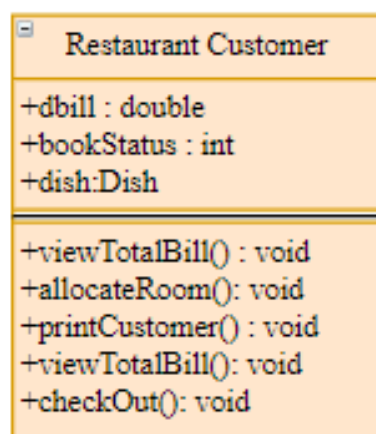 Restaurant Customer
+dbill : double
+bookStatus : int
+dish:Dish
+viewTotalBill() : void
+allocateRoom(): void
+printCustomer() : void
+viewTotalBill(): void
+checkOut(): void